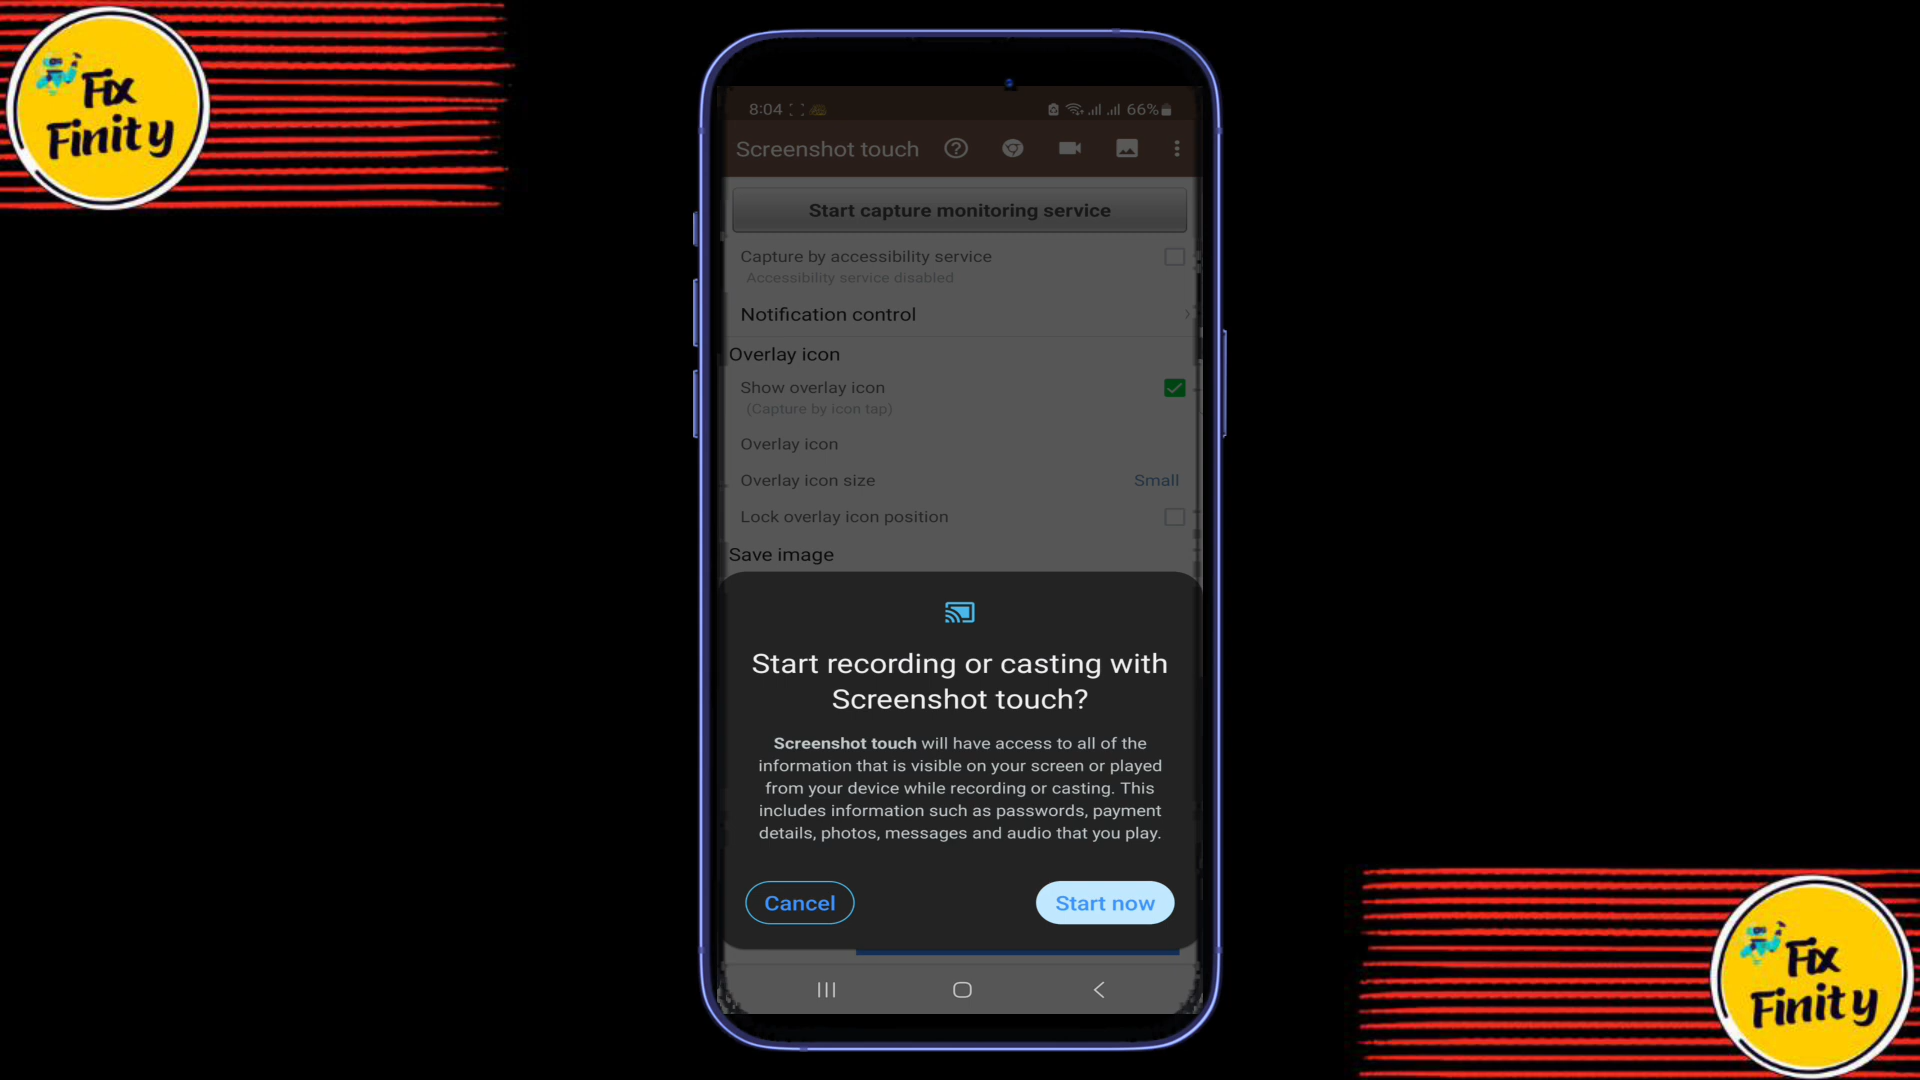 Fix
Finity
8:04
66%
Screenshot touch
Start capture monitoring service
Capture by accessibility service
Accessibility service disabled
Notification control
Overlay icon
Show overlay icon
(Capture by icon tap)
Overlay icon
Overlay icon size Small
Lock overlay icon position
Save image
Start recording or casting with
Screenshot touch?
Screenshot touch will have access to all of the
information that is visible on your screen or played
from your device while recording or casting. This
includes information such as passwords, payment
details, photos, messages and audio that you play.
Cancel
Start now
Fix
Finity